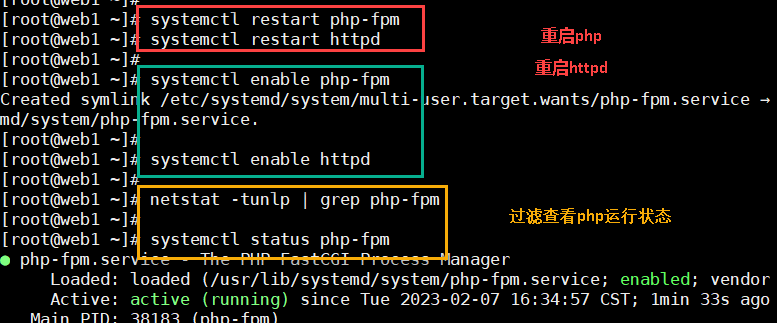 [root@web1 ~]# systemctl restart php-fpm
[root@web1 ~]# systemctl restart httpd
重启php
[root@web1 ~]#
重启httpd
[root@web1 ~]# systemctl enable php-fpm
Created symlink /etc/systemd/system/multi-user.target.wants/php-fpm.service →
md/system/php-fpm.service.
[root@web1 ~]#
[root@web1 ~]# systemctl enable httpd
[root@web1 ~]#
[root@web1 ~]# netstat -tunlp | grep php-fpm
[root@web1 ~]#
过滤查看php运行状态
[root@web1 ~]# systemctl status php-fpm
● php-fpm.service - The PHP FastCGI Process Manager
Loaded: loaded (/usr/lib/systemd/system/php-fpm.service; enabled; vendor
Active: active (running) since Tue 2023-02-07 16:34:57 CST; 1min 33s ago
Main PID: 38183 (php-fpm)